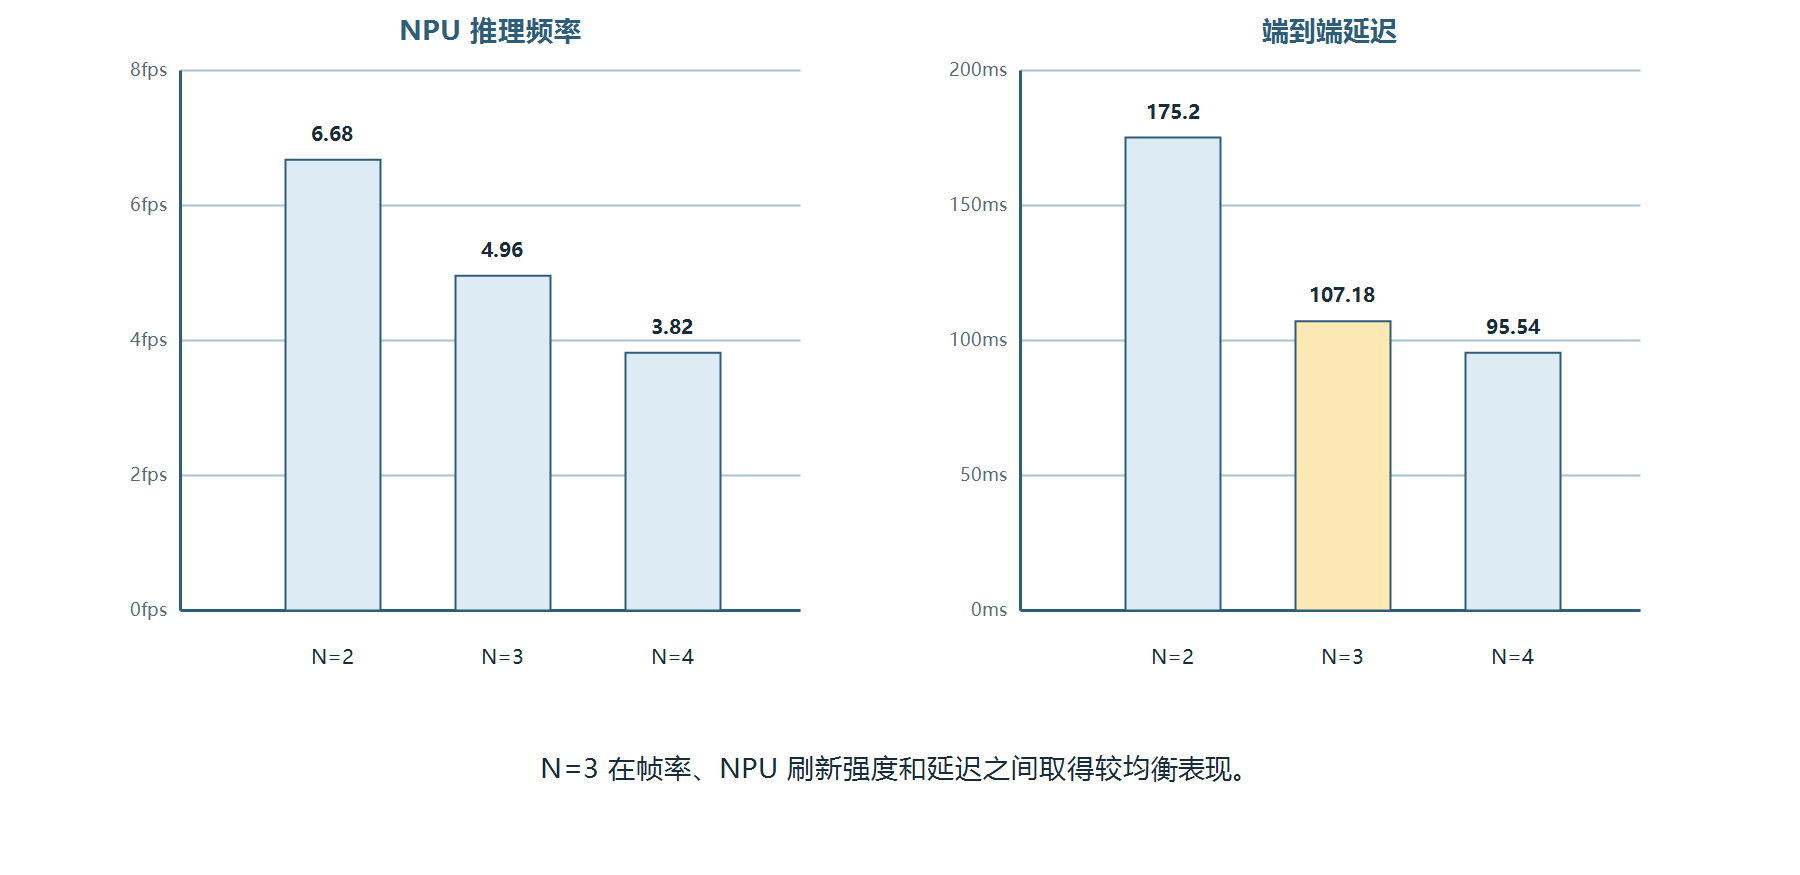 NPU 推理频率
8fps
6fps
4fps
2fps
0fps
6.68
4.96
3.82
N=2
N=3
N=4
端到端延迟
200ms
150ms
100ms
50ms
0ms
175.2
107.18
95.54
N=2
N=3
N=4
N=3 在帧率、NPU 刷新强度和延迟之间取得较均衡表现。